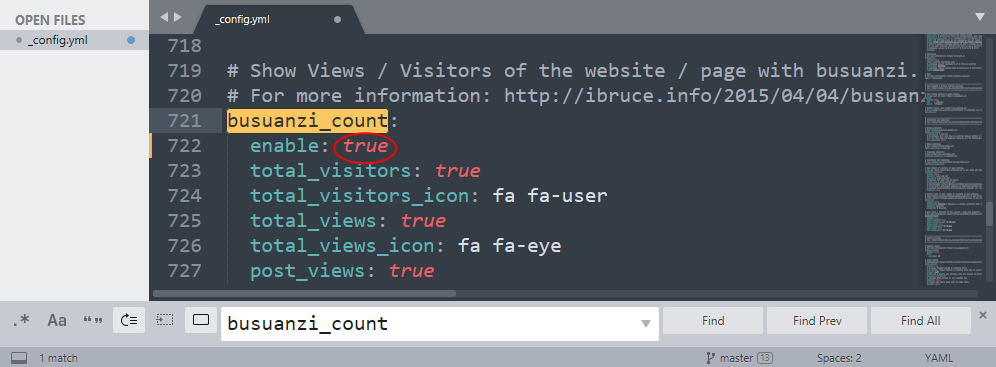 OPEN FILES
_config.yml
_config.yml
718
719 # Show Views / Visitors of the website / page with busuanzi.
720 # For more information: http://ibruce.info/2015/04/04/busuan
721 busuanzi_count:
722 enable: true
723 total_visitors: true
724 total_visitors_icon: fa fa-user
725 total_views: true
726 total_views_icon: fa fa-eye
727 post_views: true
.* Aa “” busuanzi_count Find Find Prev Find All
1 match master 13 Spaces: 2 YAML